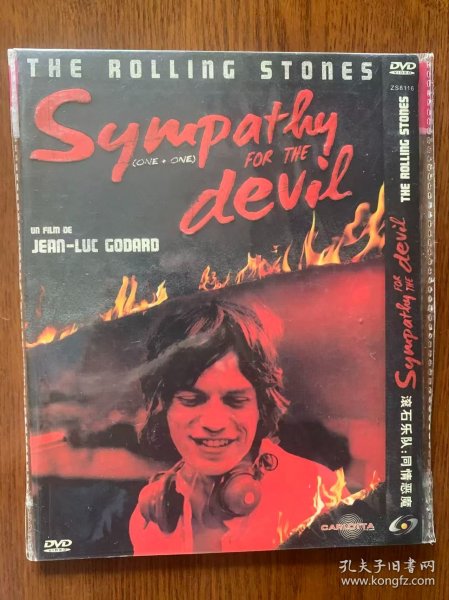 THE ROLLING STONES
Sympathy
(ONE + ONE)
FOR THE
devil
UN FILM DE
JEAN-LUC GODARD
DVD
VIDEO
CARLOTTA
DVD
VIDEO
ZS8116
THE ROLLING STONES
Sympathy FOR THE devil
滚石乐队:同情恶魔
孔夫子旧书网
www.kongfz.com